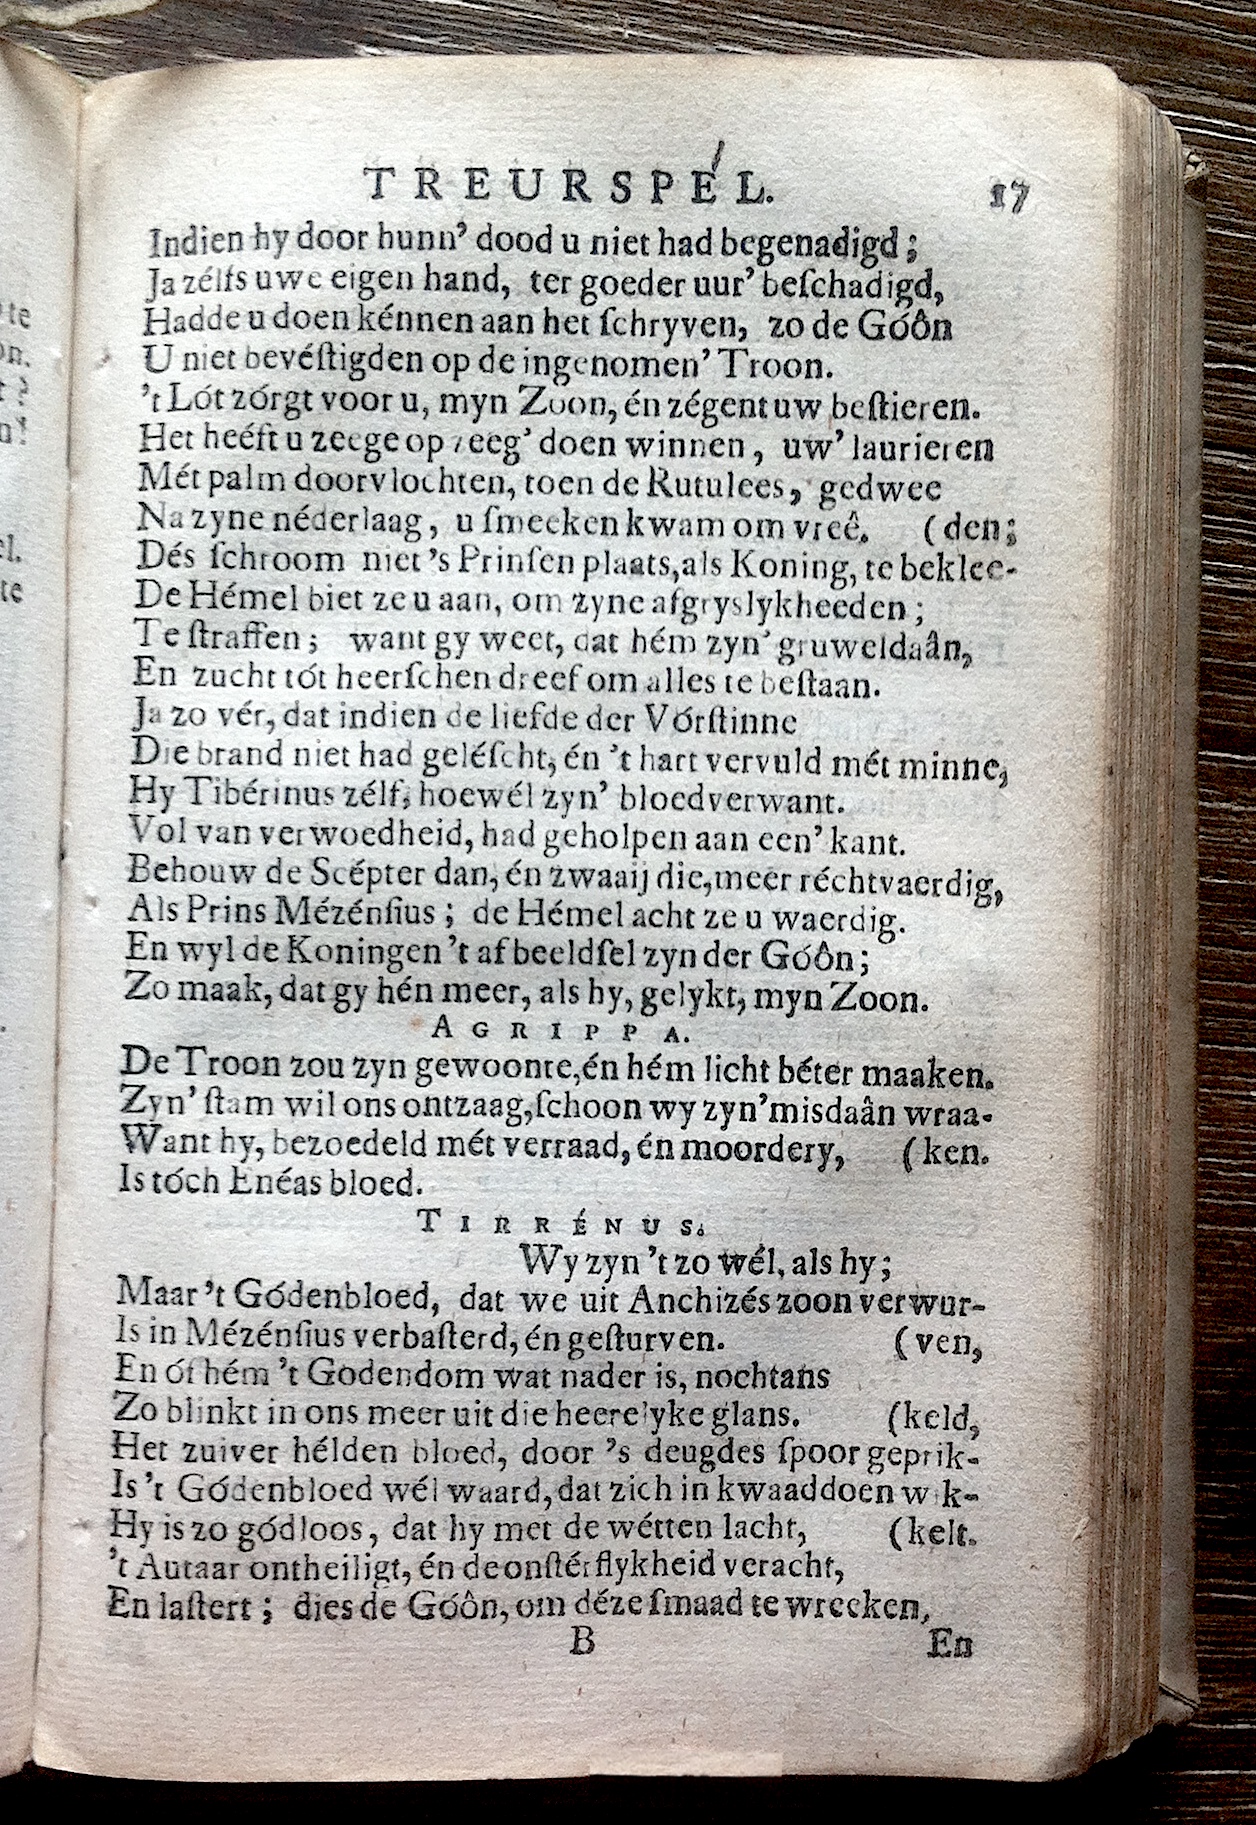 TREURSPÉL. 17
Indien hy door hunn’ dood u niet had begenadigd;
Ja zélfs uwe eigen hand, ter goeder uur’ beſchadigd,
Hadde u doen kénnen aan het ſchryven, zo de Góôn
U niet bevéſtigden op de ingenomen’ Troon.
’t Lót zórgt voor u, myn Zoon, én zégent uw beſtieren.
Het heéft u zeege op zeeg’ doen winnen, uw’ laurieren
Mét palm doorvlochten, toen de Rutulees, gedwee
Na zyne néderlaag, u ſmeeken kwam om vreê. (den;
Dés ſchroom niet ’s Prinſen plaats, als Koning, te beklee-
De Hémel biet ze u aan, om zyne afgryslykheeden;
Te ſtraffen; want gy weet, dat hém zyn’ gruweldaân,
En zucht tót heerſchen dreef om alles te beſtaan.
Ja zo vér, dat indien de liefde der Vórſtinne
Die brand niet had geléſcht, én ’t hart vervuld mét minne,
Hy Tibérinus zélf, hoewél zyn’ bloedverwant.
Vol van verwoedheid, had geholpen aan een’ kant.
Behouw de Scépter dan, én zwaaij die, meer réchtvaerdig,
Als Prins Mézénſius; de Hémel acht ze u waerdig.
En wyl de Koningen ’t afbeeldſel zyn der Góôn;
Zo maak, dat gy hén meer, als hy, gelykt, myn Zoon.
AGRIPPA.
De Troon zou zyn gewoonte, én hém licht béter maaken.
Zyn’ ſtam wil ons ontzaag, ſchoon wy zyn’ misdaân wraa-
Want hy, bezoedeld mét verraad, én moordery, (ken.
Is tóch Enéas bloed.
TIRRÉNUS.
Wy zyn ’t zo wél, als hy;
Maar ’t Gódenbloed, dat we uit Anchizés zoon verwur-
Is in Mézénſius verbaſterd, én geſturven. (ven,
En óf hém ’t Godendom wat nader is, nochtans
Zo blinkt in ons meer uit die heerelyke glans. (keld,
Het zuiver hélden bloed, door ’s deugdes ſpoor geprik-
Is ’t Gódenbloed wél waard, dat zich in kwaaddoen wik-
Hy is zo gódloos, dat hy met de wétten lacht, (kelt.
’t Autaar ontheiligt, én de onſtérflykheid veracht,
En laſtert; dies de Góôn, om déze ſmaad te wreeken,
B En